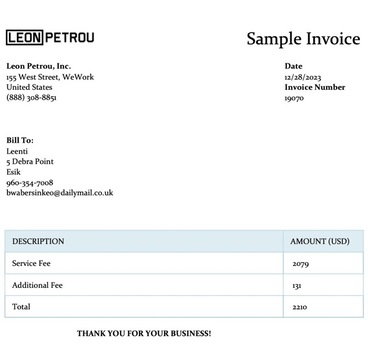 LEON PETROU
Sample Invoice
Leon Petrou, Inc.
155 West Street, WeWork
United States
(888) 308-8851
Date
12/28/2023
Invoice Number
19070
Bill To:
Leenti
5 Debra Point
Esik
960-354-7008
bwabersinkeo@dailymail.co.uk
DESCRIPTION AMOUNT (USD)
Service Fee 2079
Additional Fee 131
Total 2210
THANK YOU FOR YOUR BUSINESS!